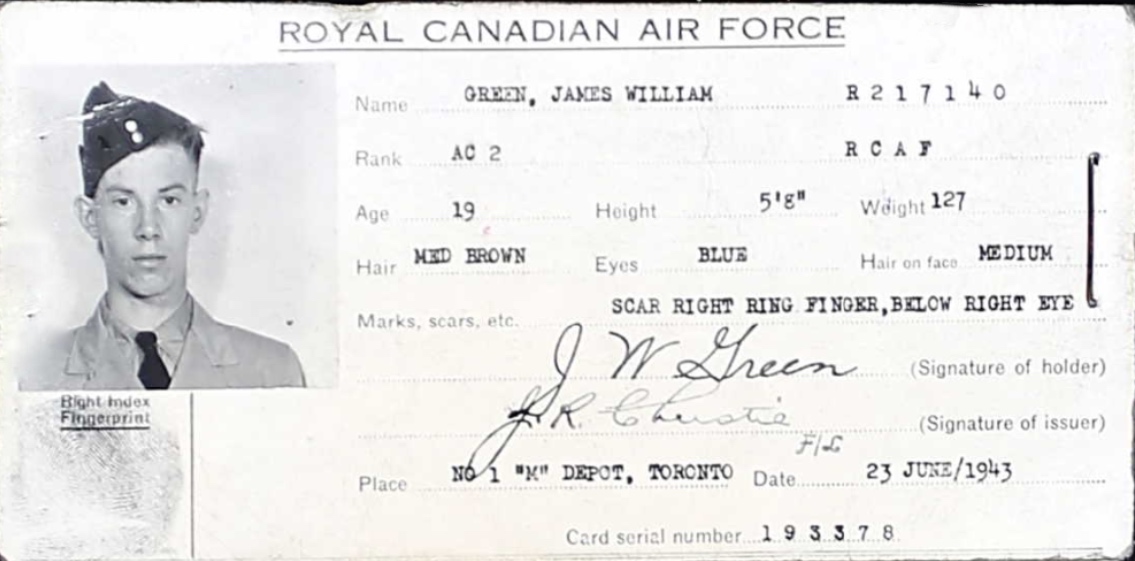 ROYAL CANADIAN AIR FORCE
Name GREEN, JAMES WILLIAM R217140
Rank AC 2 RCAF
Age 19 Height 5'8" Weight 127
Hair MED BROWN Eyes BLUE Hair on face MEDIUM
Marks, scars, etc. SCAR RIGHT RING FINGER, BELOW RIGHT EYE
J W Green (Signature of holder)
J. R. Christie (Signature of issuer)
F/L
Right Index
Fingerprint
Place NO 1 "M" DEPOT, TORONTO Date 23 JUNE/1943
Card serial number 193378